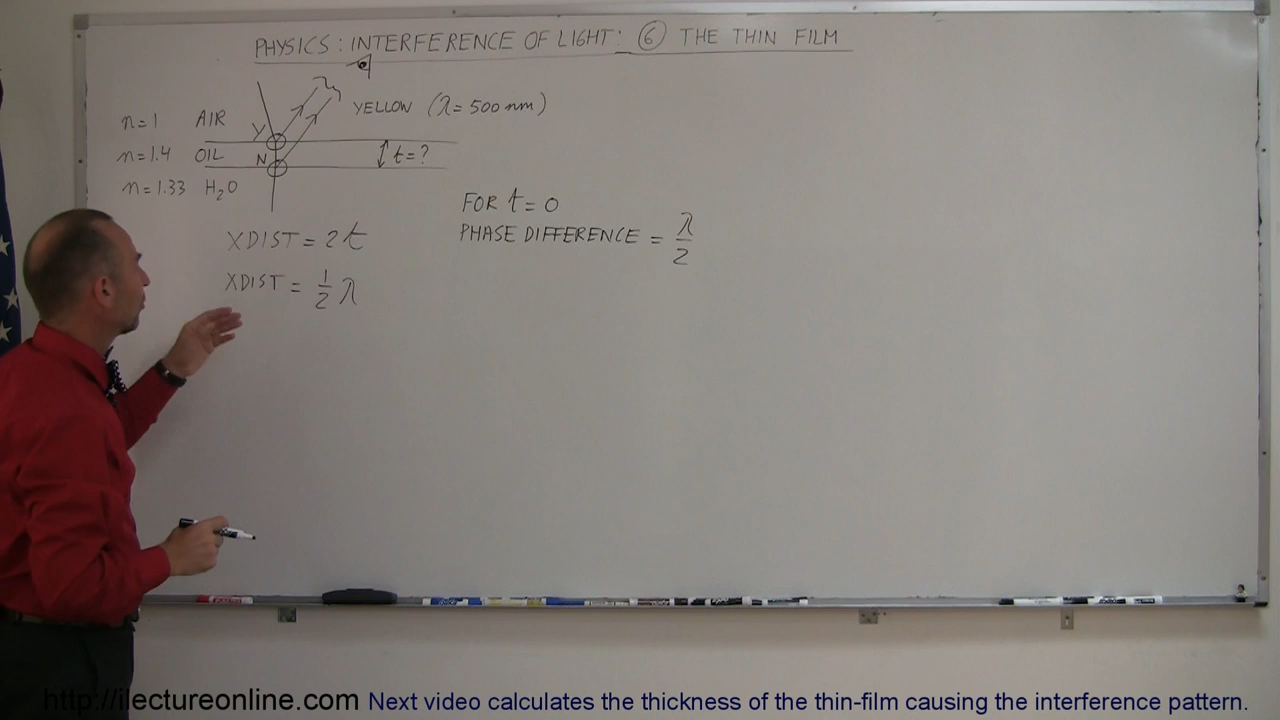 PHYSICS: INTERFERENCE OF LIGHT: 6 THE THIN FILM
YELLOW (λ = 500 nm)
n=1 AIR
Y
n=1.4 OIL N t=?
n=1.33 H₂O
XDIST = 2t
XDIST = 1/2 λ
FOR t = 0
PHASE DIFFERENCE = λ/2
http://ilectureonline.com Next video calculates the thickness of the thin-film causing the interference pattern.